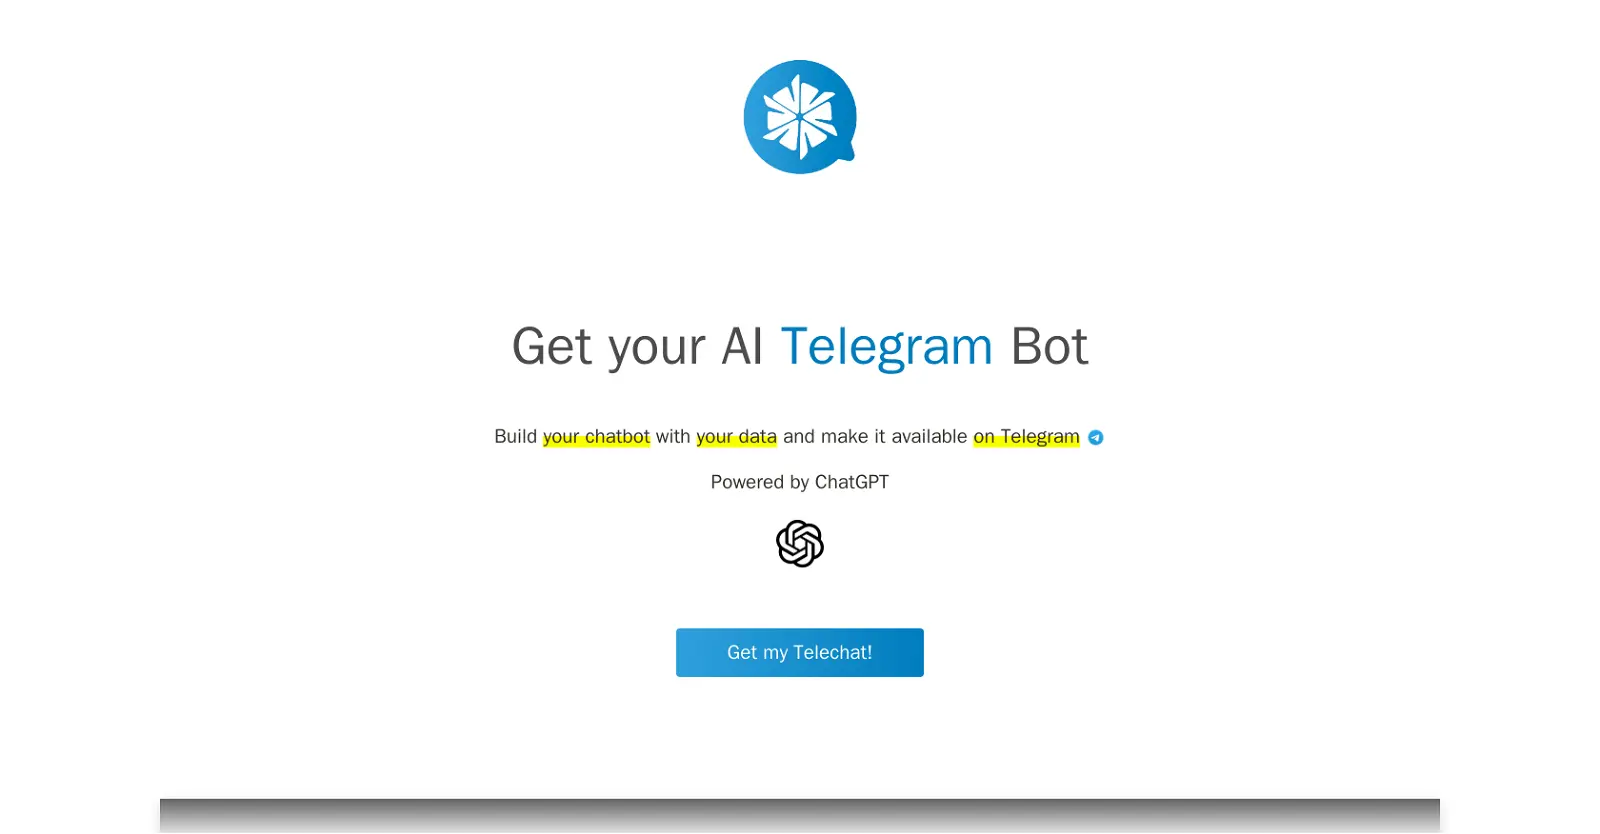 Get your AI Telegram Bot
Build your chatbot with your data and make it available on Telegram
Powered by ChatGPT
Get my Telechat!